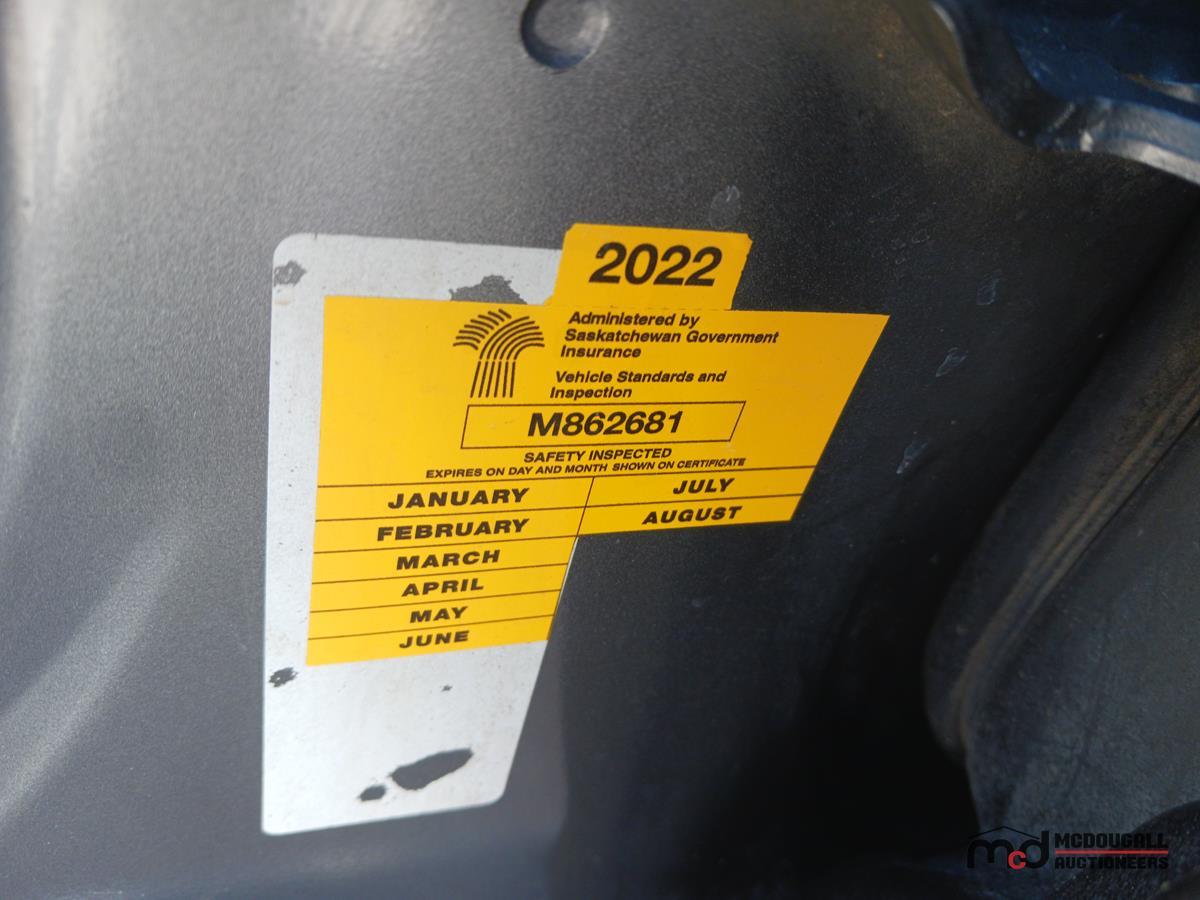 2022
Administered by
Saskatchewan Government
Insurance
Vehicle Standards and
Inspection
M862681
SAFETY INSPECTED
EXPIRES ON DAY AND MONTH SHOWN ON CERTIFICATE
JANUARY
JULY
FEBRUARY
AUGUST
MARCH
APRIL
MAY
JUNE
mcd MCDOUGALL
AUCTIONEERS